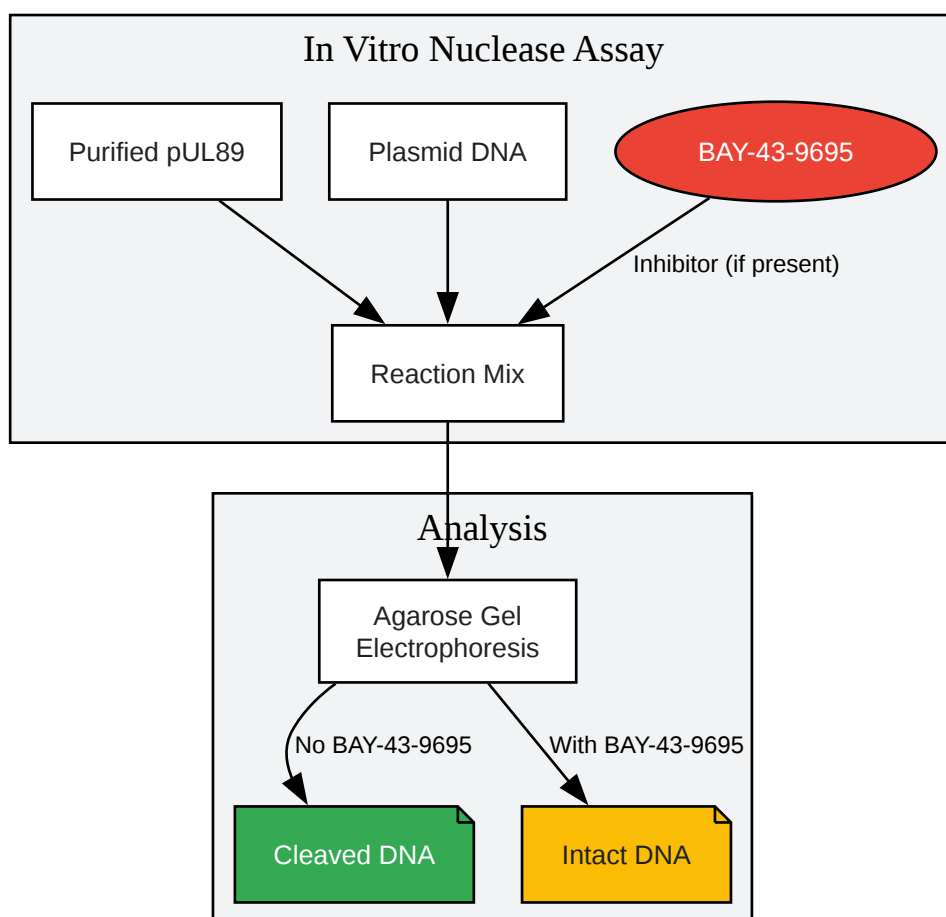 In Vitro Nuclease Assay
Purified pUL89
Plasmid DNA
BAY-43-9695
Inhibitor (if present)
Reaction Mix
Analysis
Agarose Gel
Electrophoresis
No BAY-43-9695
With BAY-43-9695
Cleaved DNA
Intact DNA